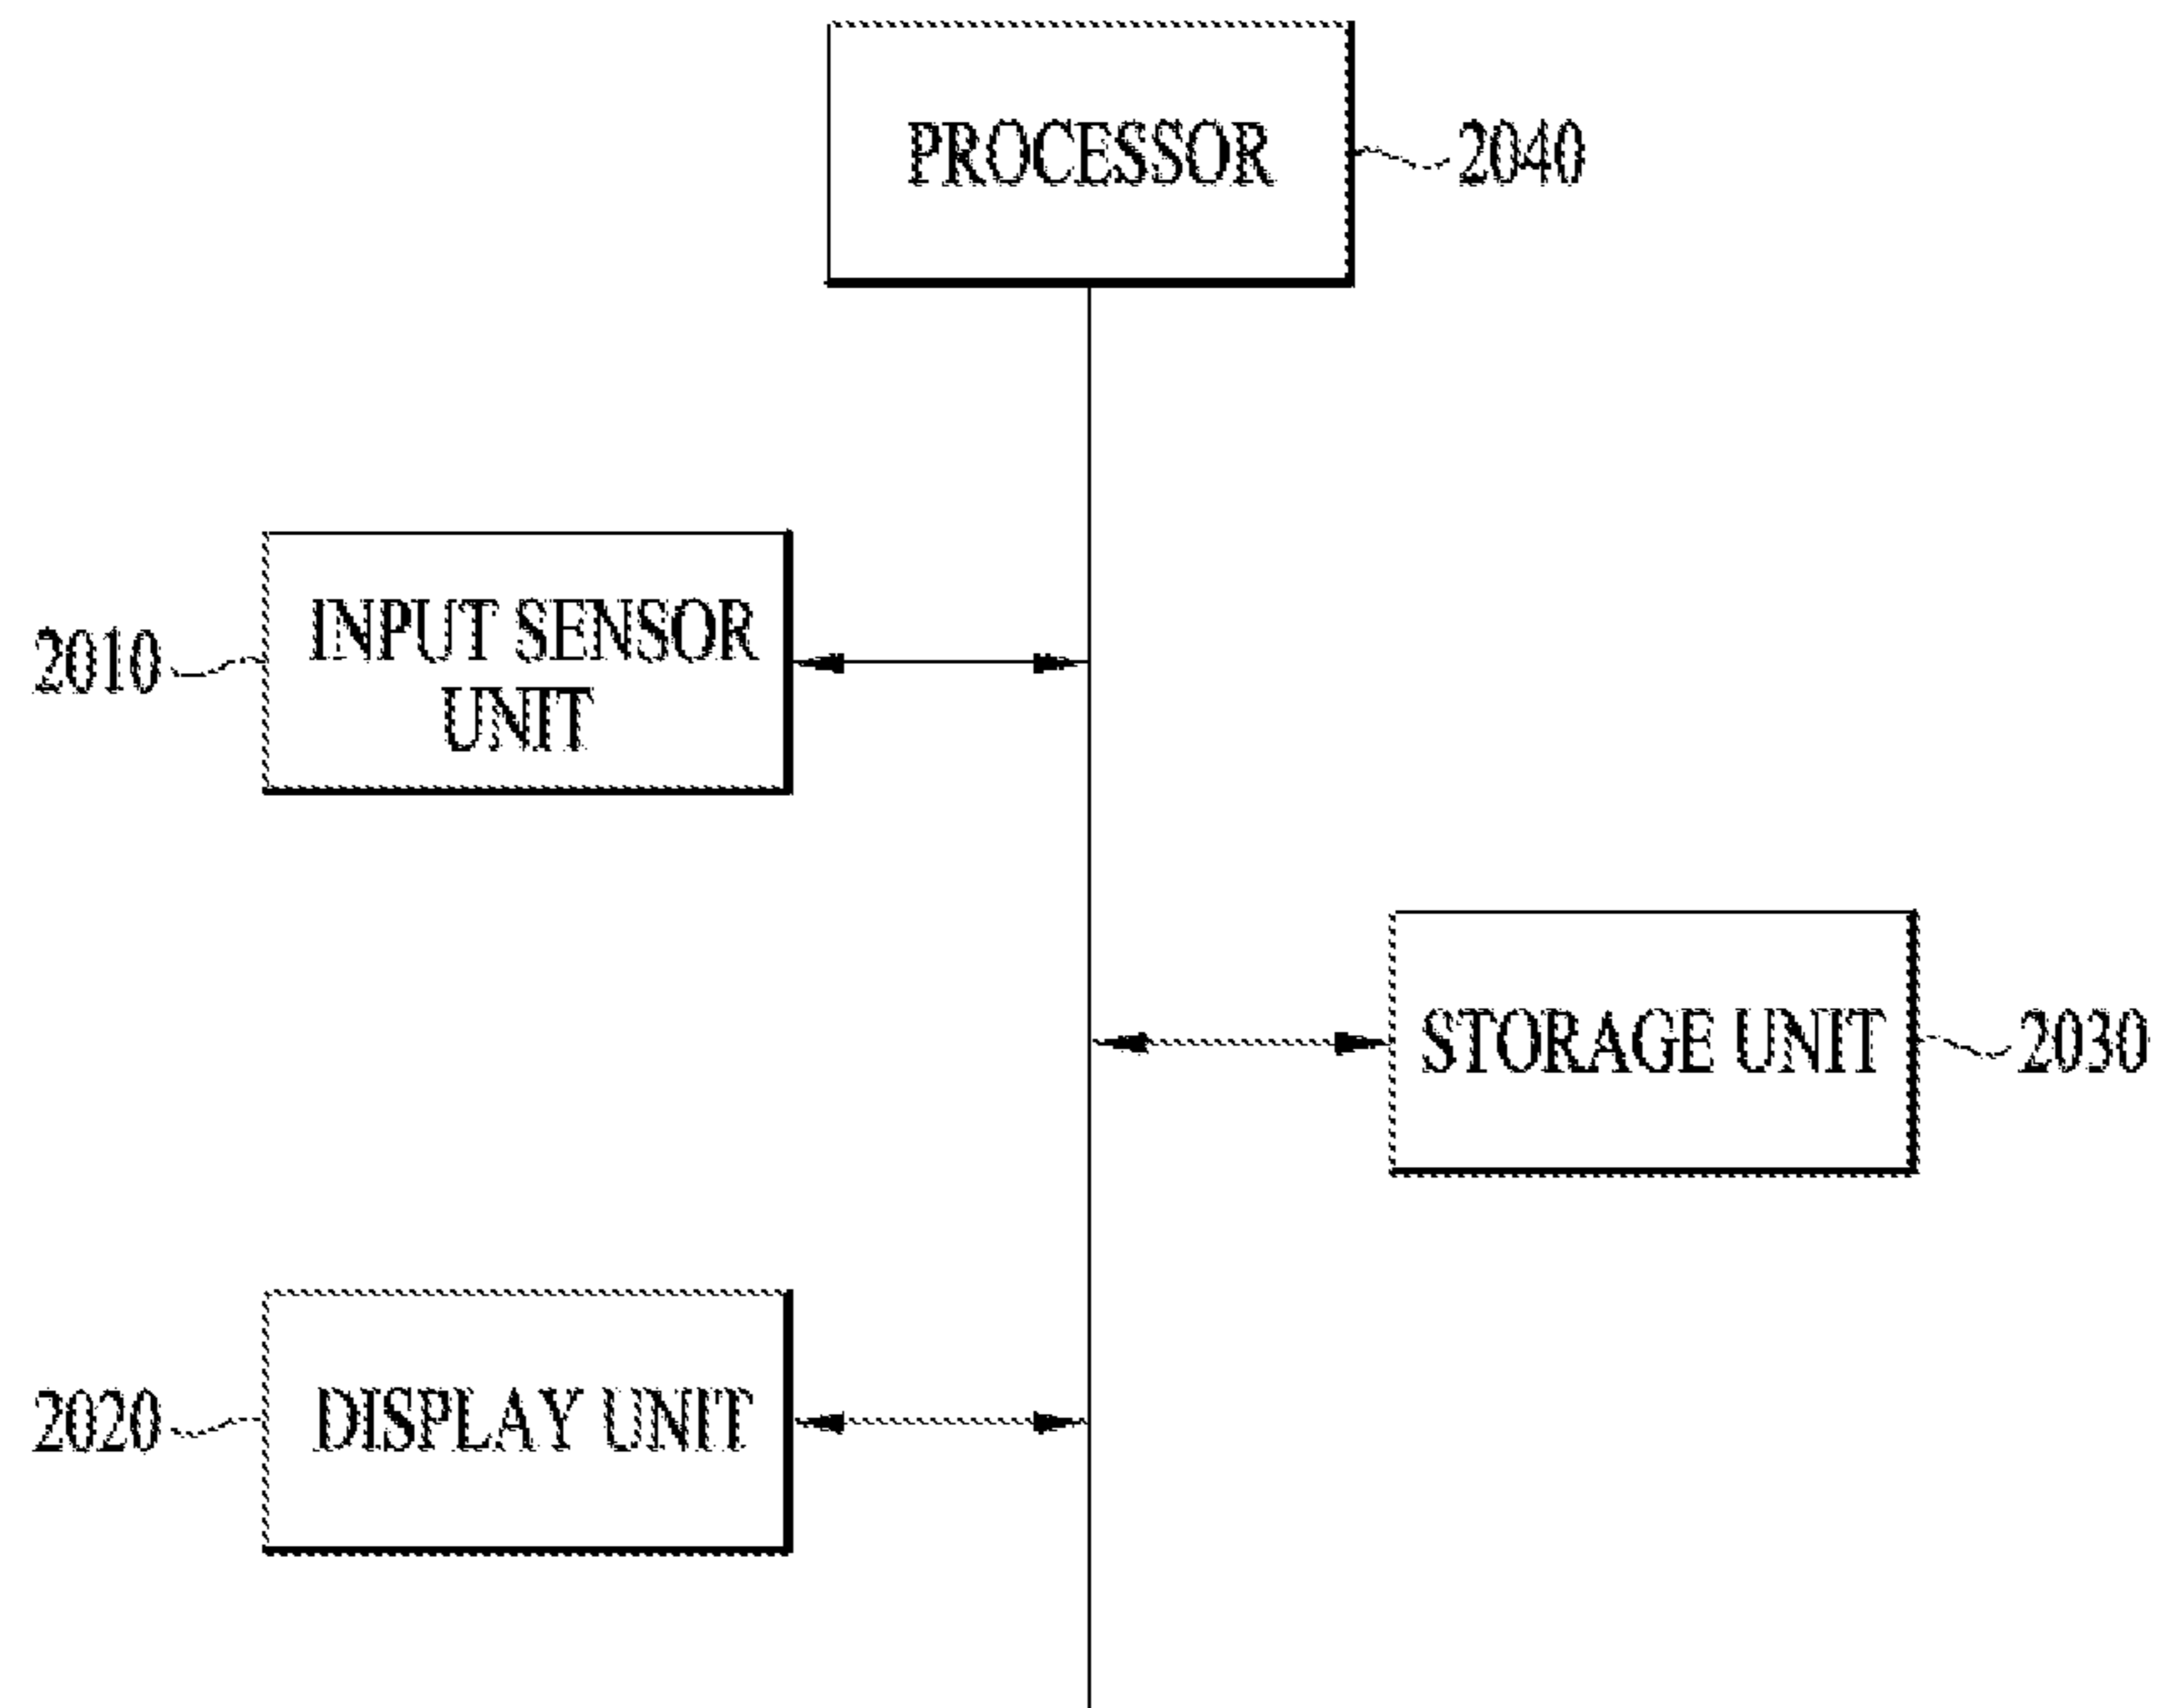 PROCESSOR
2040
INPUT SENSOR
UNIT
2010
STORAGE UNIT
2030
DISPLAY UNIT
2020